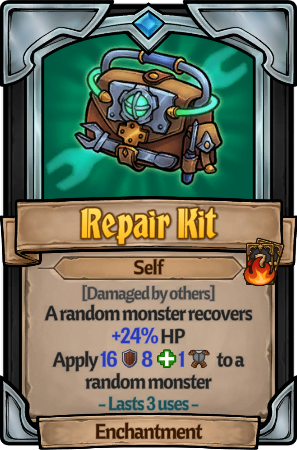 Repair Kit
Self
[Damaged by others]
A random monster recovers
+24% HP
Apply 16 8 1 to a
random monster
- Lasts 3 uses -
Enchantment